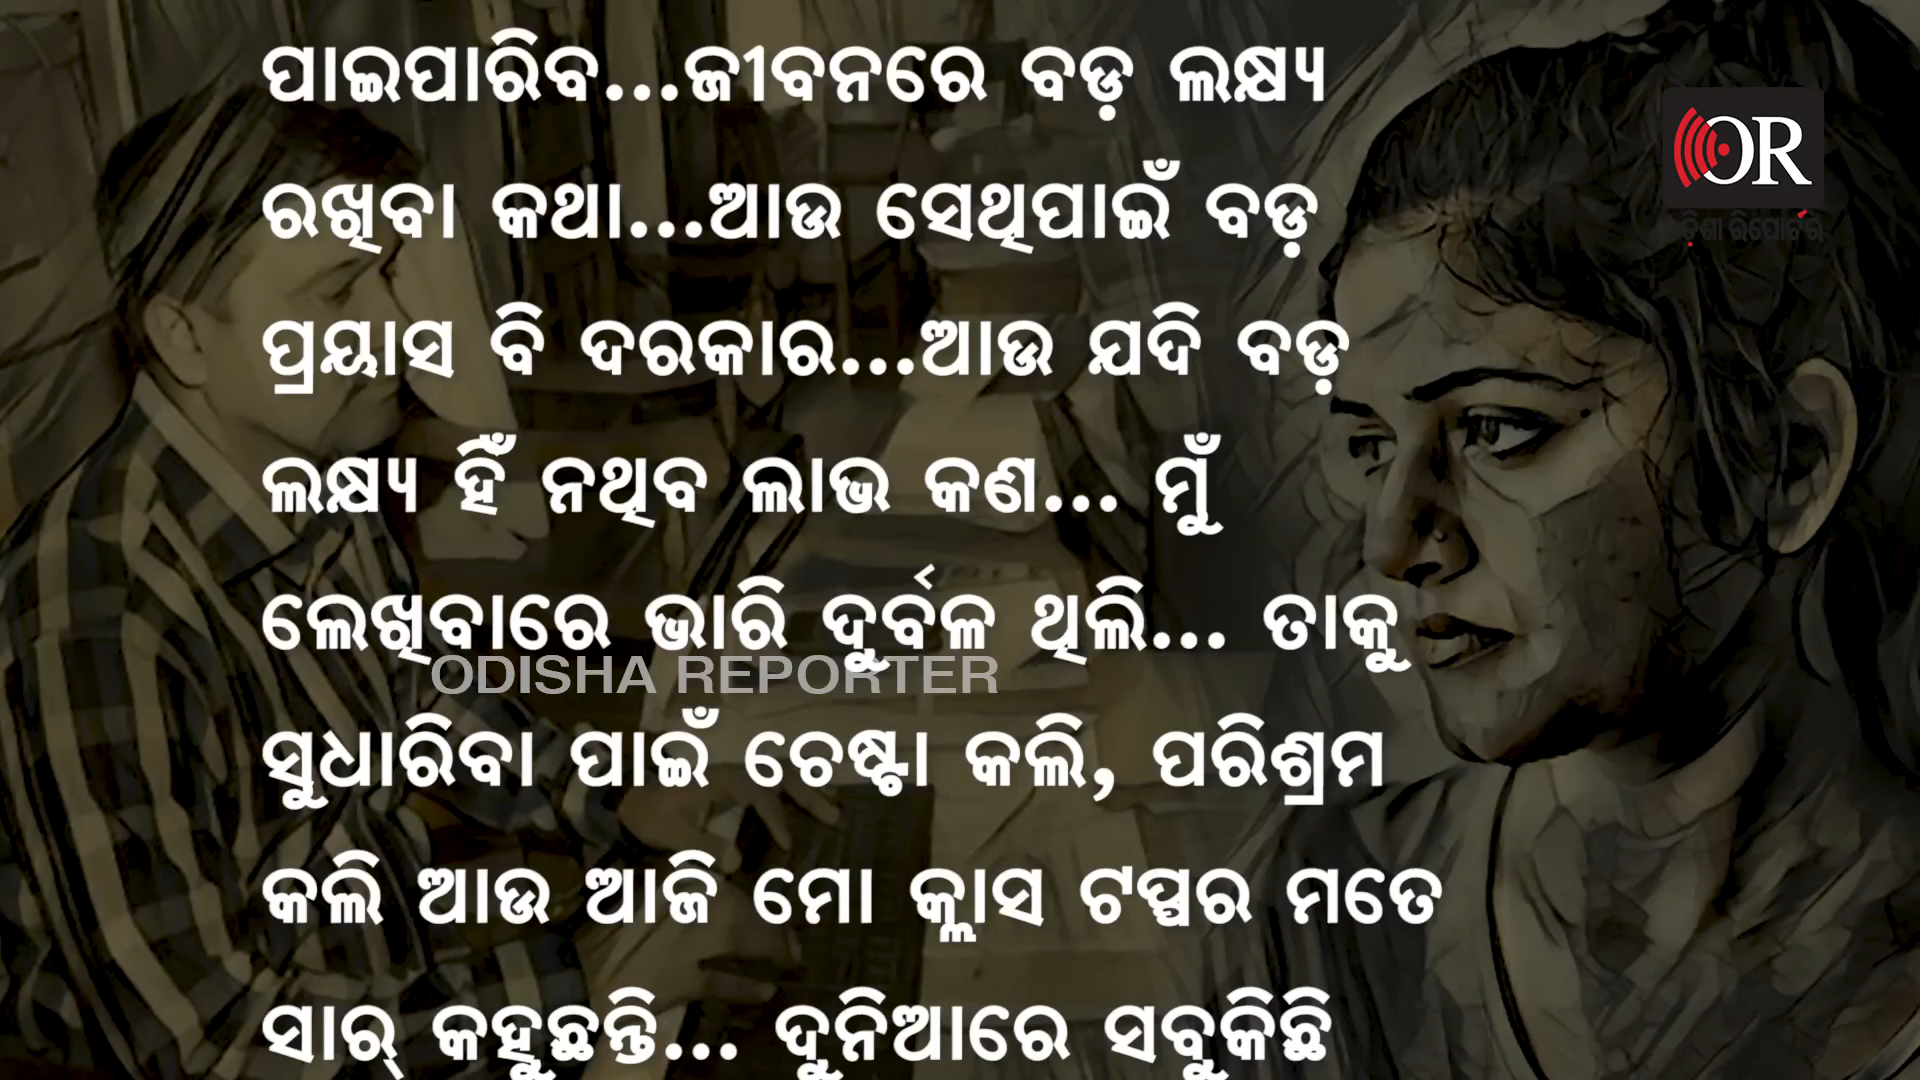 ପାଇପାରିବ...ଜୀବନରେ ବଡ଼ ଲକ୍ଷ୍ୟ
ରଖିବା କଥା...ଆଉ ସେଥିପାଇଁ ବଡ଼
ପ୍ରୟାସ ବି ଦରକାର...ଆଉ ଯଦି ବଡ଼
ଲକ୍ଷ୍ୟ ହିଁ ନଥିବ ଲାଭ କଣ... ମୁଁ
ଲେଖିବାରେ ଭାରି ଦୁର୍ବଳ ଥିଲି... ତାକୁ
ସୁଧାରିବା ପାଇଁ ଚେଷ୍ଟା କଲି, ପରିଶ୍ରମ
କଲି ଆଉ ଆଜି ମୋ କ୍ଲାସ ଟପ୍ପର ମତେ
ସାର୍ କହୁଛନ୍ତି... ଦୁନିଆରେ ସବୁକିଛି
OR
ଡ଼ିଶା ରିପୋର୍ଟର
ODISHA REPORTER